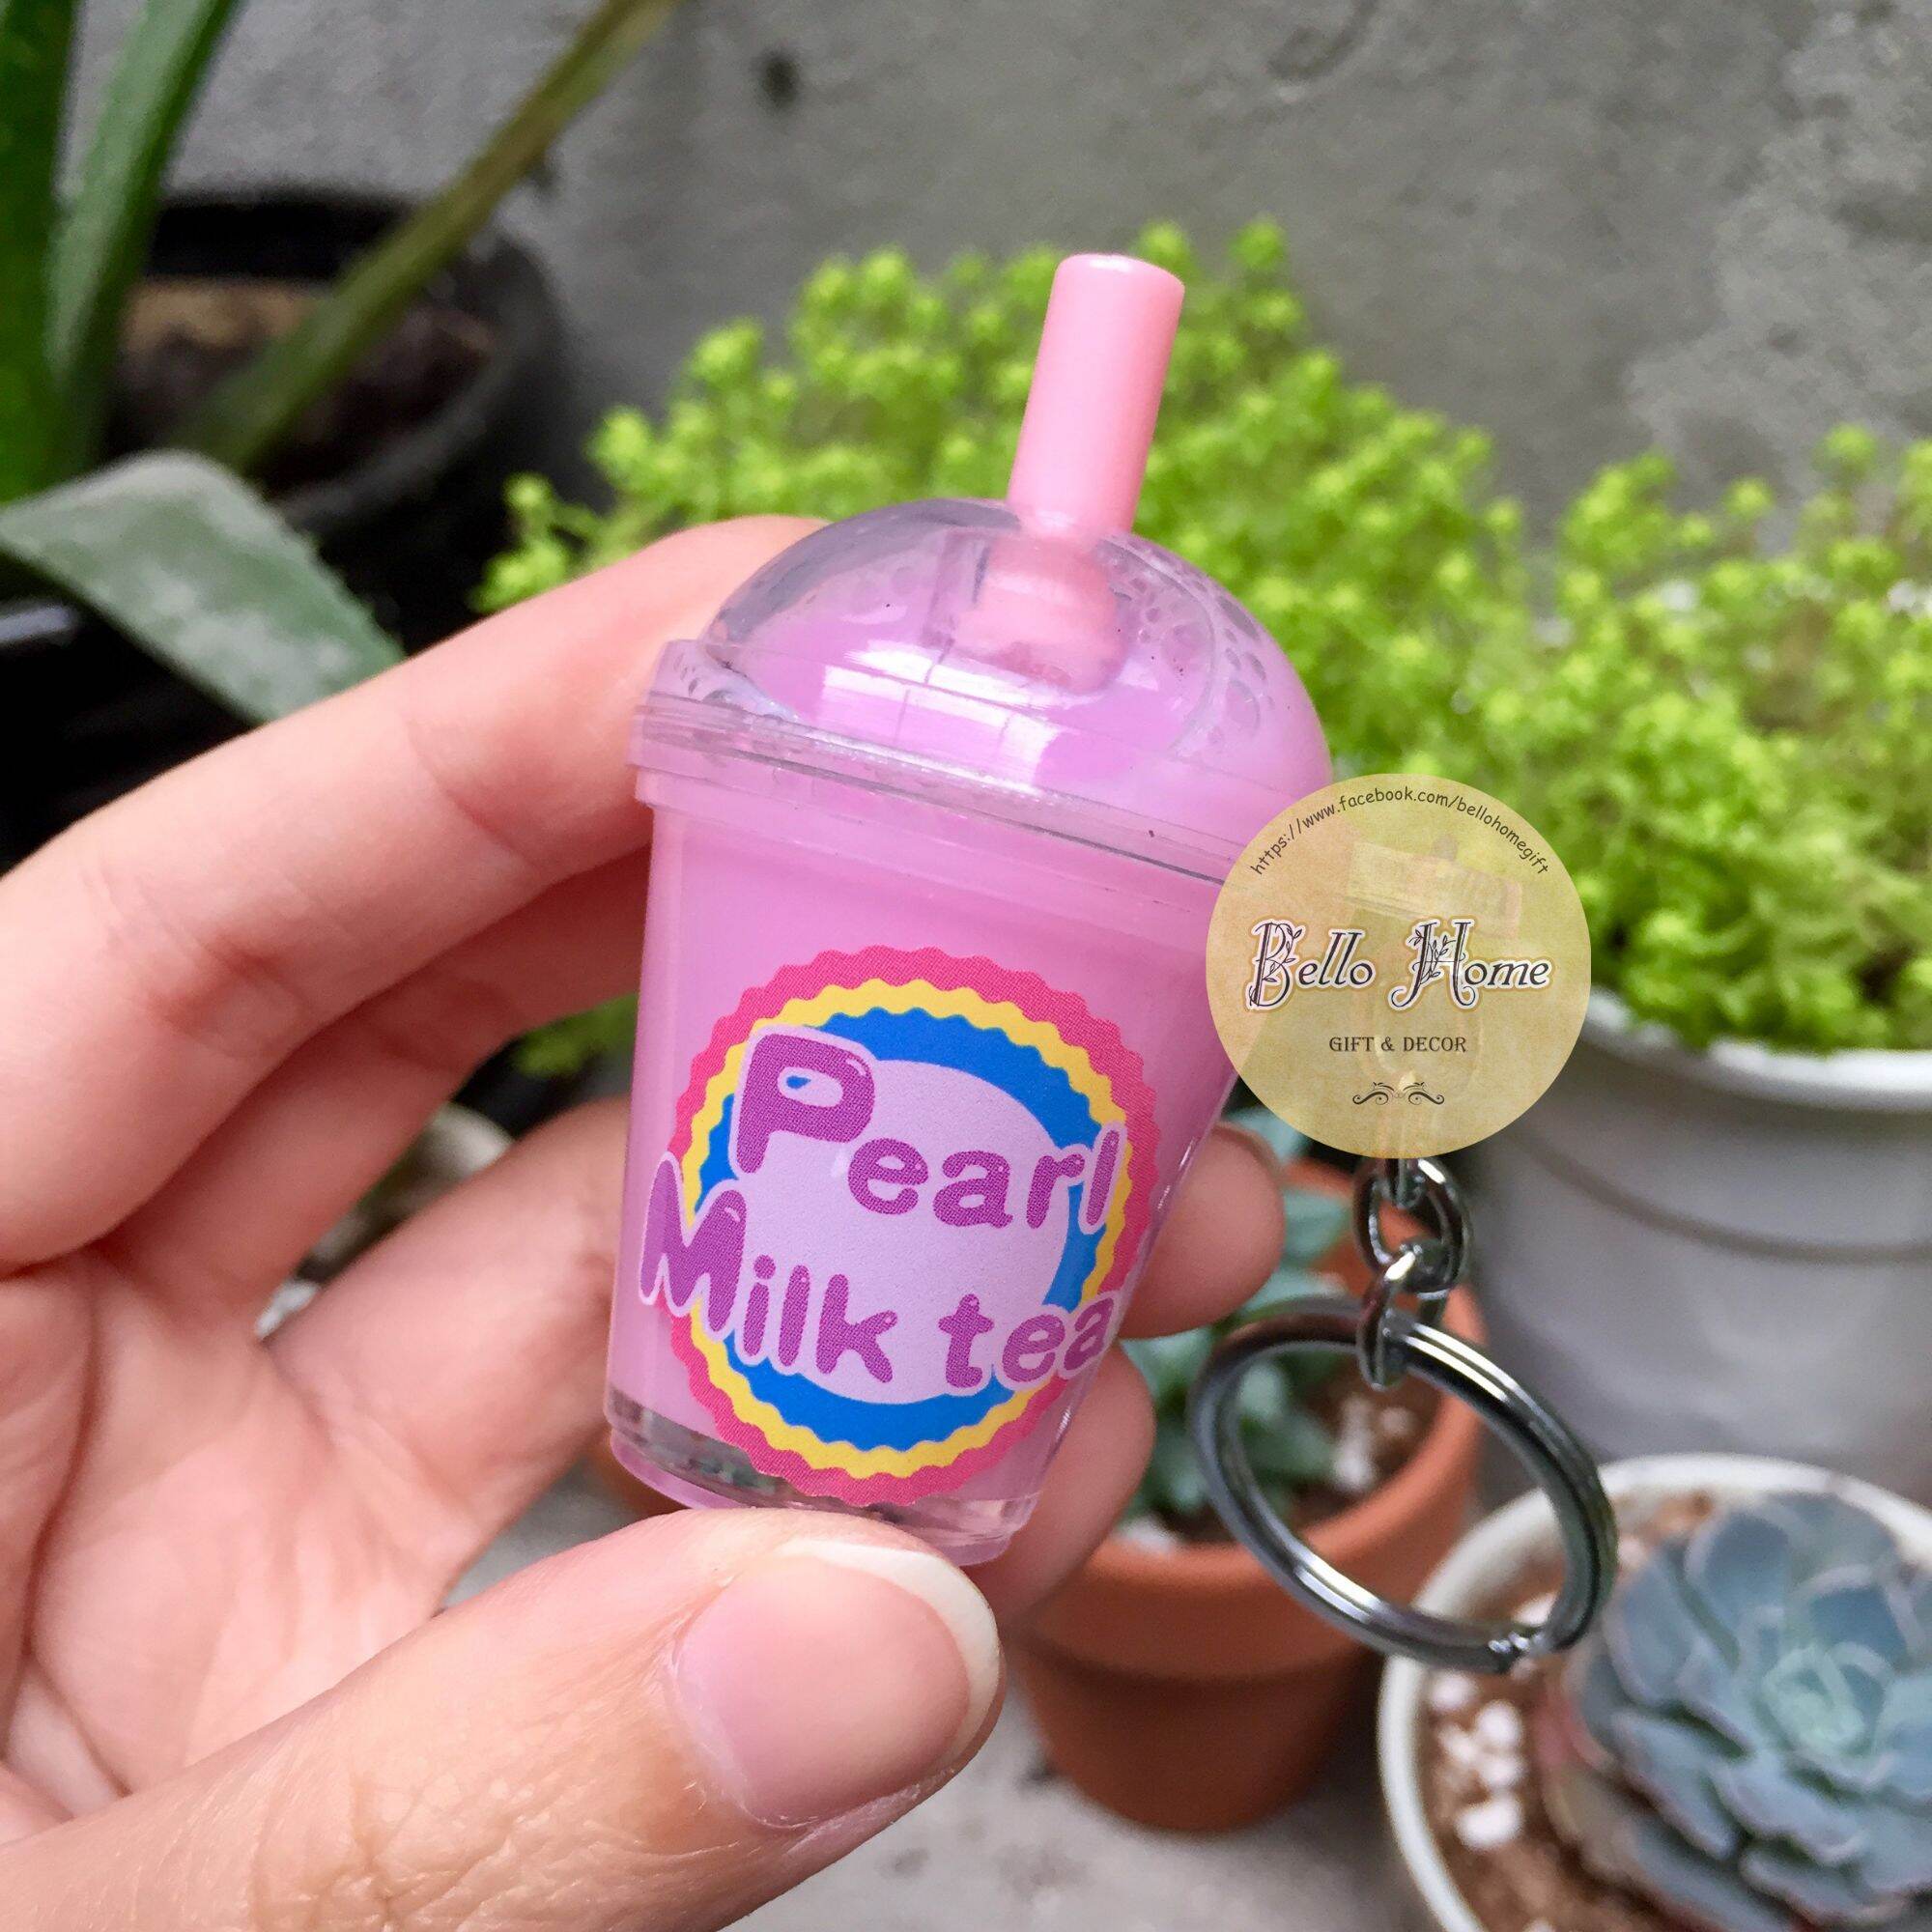 Pearl
Milk tea
https://www.facebook.com/bellohomegift
Bello Home
GIFT & DECOR